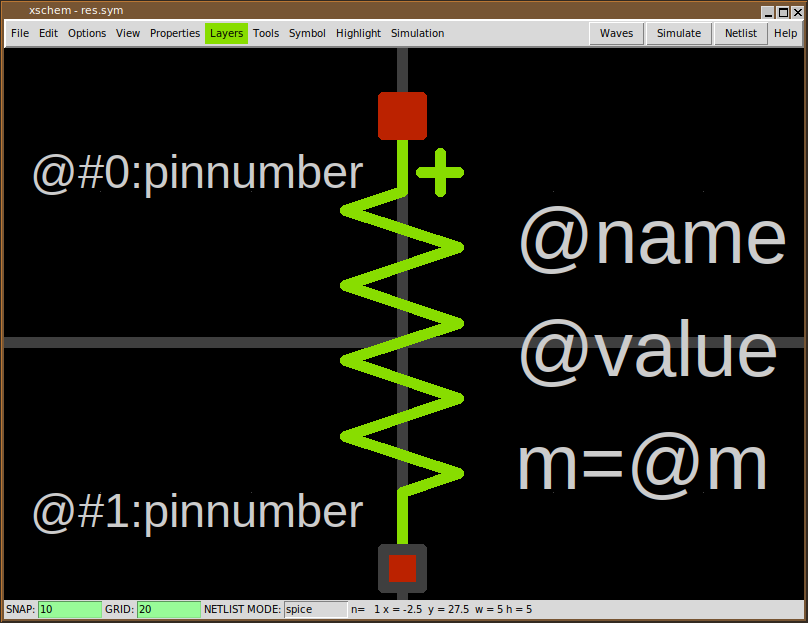 xschem - res.sym
File Edit Options View Properties Layers Tools Symbol Highlight Simulation Waves Simulate Netlist Help
@#0:pinnumber
@name
@value
m=@m
@#1:pinnumber
SNAP: 10 GRID: 20 NETLIST MODE: spice n= 1 x = -2.5 y = 27.5 w = 5 h = 5